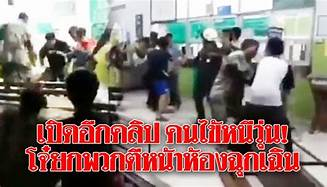 เปิดอีกคลิป คนไข้หนีวุ่น!
โจ๋ยกพวกตีหน้าห้องฉุกเฉิน